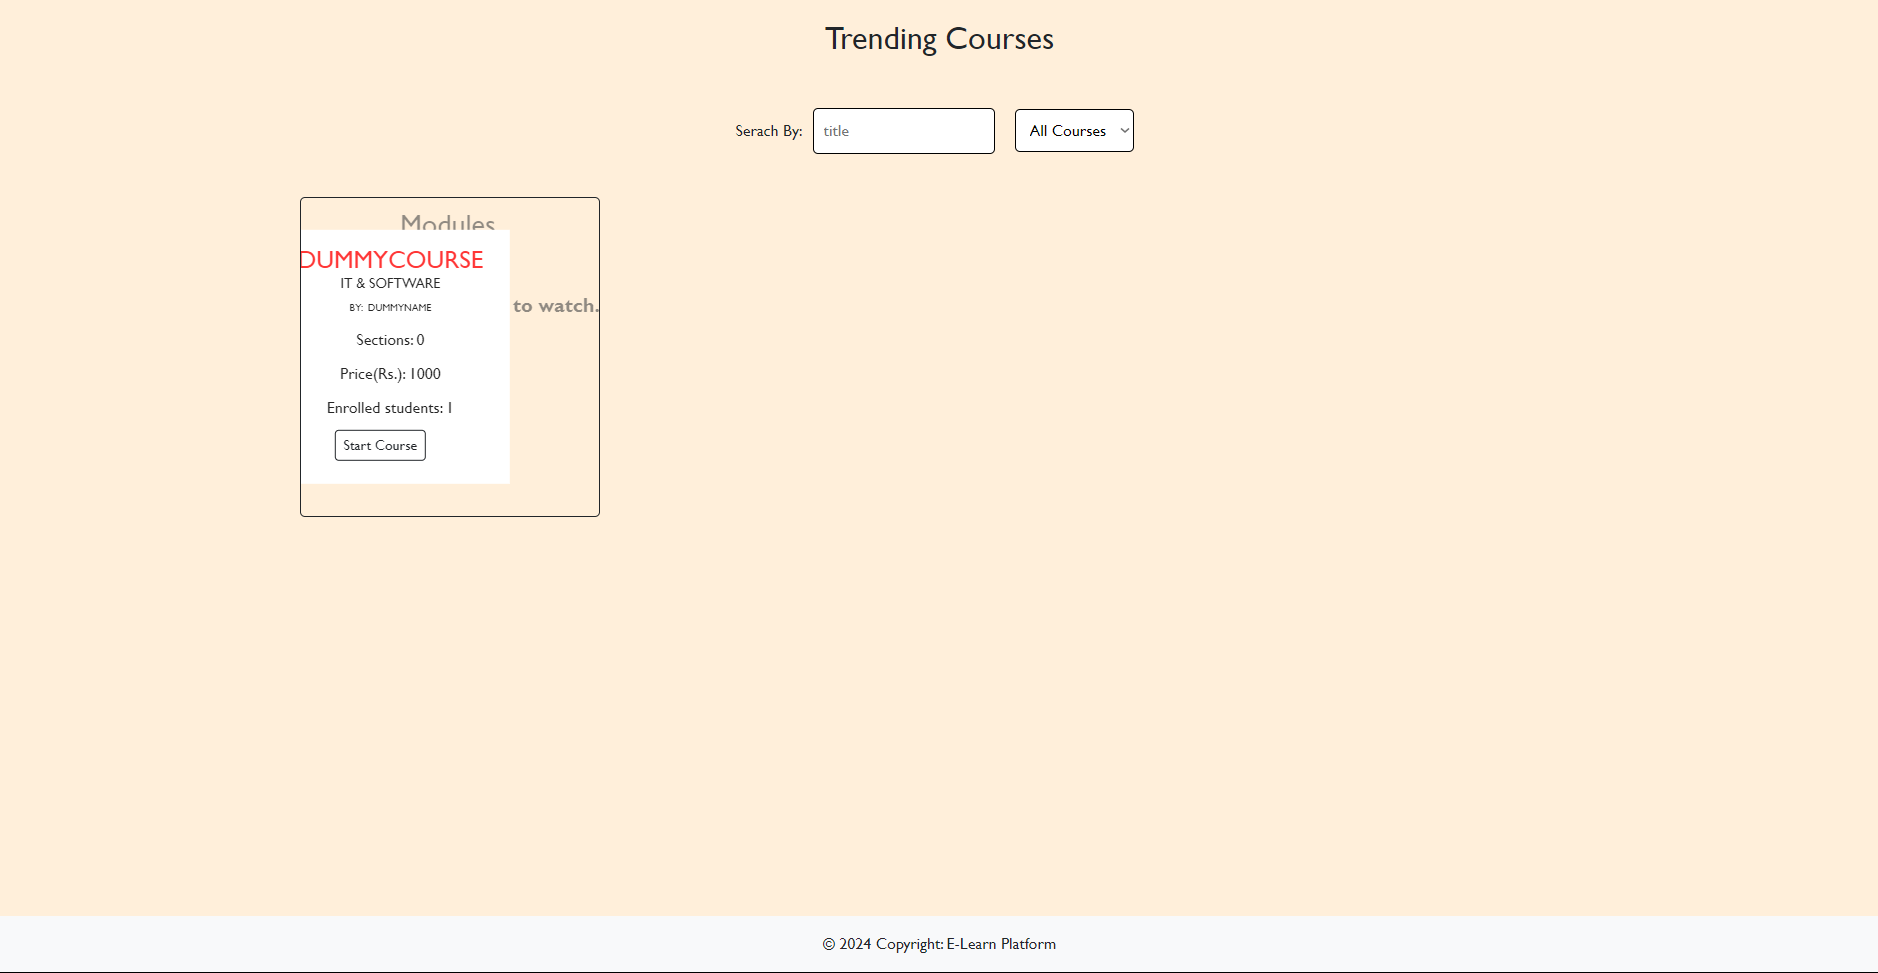 Trending Courses
Serach By: title All Courses
Modules
DUMMYCOURSE
IT & SOFTWARE
BY: DUMMYNAME
to watch.
Sections: 0
Price(Rs.): 1000
Enrolled students: 1
Start Course
© 2024 Copyright: E-Learn Platform